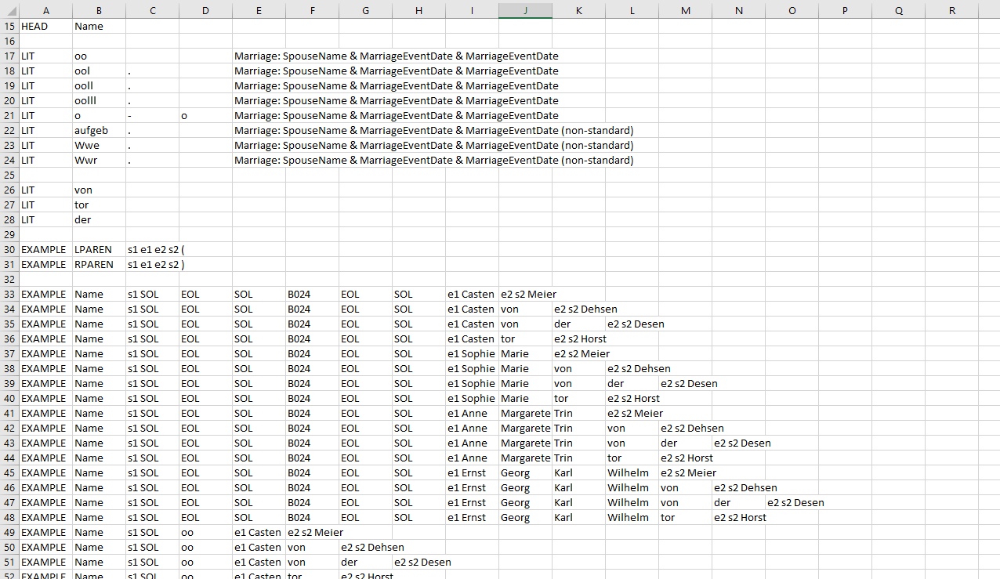 A B C D E F G H I J K L M N O P Q R
15 HEAD Name
16
17 LIT oo Marriage: SpouseName & MarriageEventDate & MarriageEventDate
18 LIT ool . Marriage: SpouseName & MarriageEventDate & MarriageEventDate
19 LIT ooll . Marriage: SpouseName & MarriageEventDate & MarriageEventDate
20 LIT oolll . Marriage: SpouseName & MarriageEventDate & MarriageEventDate
21 LIT o - o Marriage: SpouseName & MarriageEventDate & MarriageEventDate
22 LIT aufgeb . Marriage: SpouseName & MarriageEventDate & MarriageEventDate (non-standard)
23 LIT Wwe . Marriage: SpouseName & MarriageEventDate & MarriageEventDate (non-standard)
24 LIT Wwr . Marriage: SpouseName & MarriageEventDate & MarriageEventDate (non-standard)
25
26 LIT von
27 LIT tor
28 LIT der
29
30 EXAMPLE LPAREN s1 e1 e2 s2 (
31 EXAMPLE RPAREN s1 e1 e2 s2 )
32
33 EXAMPLE Name s1 SOL EOL SOL B024 EOL SOL e1 Casten e2 s2 Meier
34 EXAMPLE Name s1 SOL EOL SOL B024 EOL SOL e1 Casten von e2 s2 Dehsen
35 EXAMPLE Name s1 SOL EOL SOL B024 EOL SOL e1 Casten von der e2 s2 Desen
36 EXAMPLE Name s1 SOL EOL SOL B024 EOL SOL e1 Casten tor e2 s2 Horst
37 EXAMPLE Name s1 SOL EOL SOL B024 EOL SOL e1 Sophie Marie e2 s2 Meier
38 EXAMPLE Name s1 SOL EOL SOL B024 EOL SOL e1 Sophie Marie von e2 s2 Dehsen
39 EXAMPLE Name s1 SOL EOL SOL B024 EOL SOL e1 Sophie Marie von der e2 s2 Desen
40 EXAMPLE Name s1 SOL EOL SOL B024 EOL SOL e1 Sophie Marie tor e2 s2 Horst
41 EXAMPLE Name s1 SOL EOL SOL B024 EOL SOL e1 Anne Margarete Trin e2 s2 Meier
42 EXAMPLE Name s1 SOL EOL SOL B024 EOL SOL e1 Anne Margarete Trin von e2 s2 Dehsen
43 EXAMPLE Name s1 SOL EOL SOL B024 EOL SOL e1 Anne Margarete Trin von der e2 s2 Desen
44 EXAMPLE Name s1 SOL EOL SOL B024 EOL SOL e1 Anne Margarete Trin tor e2 s2 Horst
45 EXAMPLE Name s1 SOL EOL SOL B024 EOL SOL e1 Ernst Georg Karl Wilhelm e2 s2 Meier
46 EXAMPLE Name s1 SOL EOL SOL B024 EOL SOL e1 Ernst Georg Karl Wilhelm von e2 s2 Dehsen
47 EXAMPLE Name s1 SOL EOL SOL B024 EOL SOL e1 Ernst Georg Karl Wilhelm von der e2 s2 Desen
48 EXAMPLE Name s1 SOL EOL SOL B024 EOL SOL e1 Ernst Georg Karl Wilhelm tor e2 s2 Horst
49 EXAMPLE Name s1 SOL oo e1 Casten e2 s2 Meier
50 EXAMPLE Name s1 SOL oo e1 Casten von e2 s2 Dehsen
51 EXAMPLE Name s1 SOL oo e1 Casten von der e2 s2 Desen
52 EXAMPLE Name s1 SOL oo e1 Casten tor e2 s2 Horst